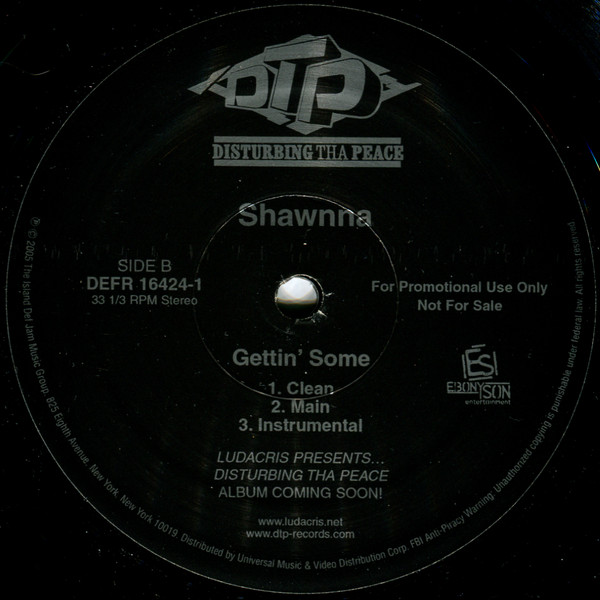 DTP
DISTURBING THA PEACE
Shawnna
SIDE B
DEFR 16424-1
33 1/3 RPM Stereo
For Promotional Use Only
Not For Sale
Gettin' Some
1. Clean
2. Main
3. Instrumental
ES
EBONY SON
entertainment
LUDACRIS PRESENTS...
DISTURBING THA PEACE
ALBUM COMING SOON!
www.ludacris.net
www.dtp-records.com
℗ © 2005 The Island Def Jam Music Group, 825 Eighth Avenue, New York, New York 10019. Distributed by Universal Music & Video Distribution Corp. FBI Anti-Piracy Warning: Unauthorized copying is punishable under federal law. All rights reserved.